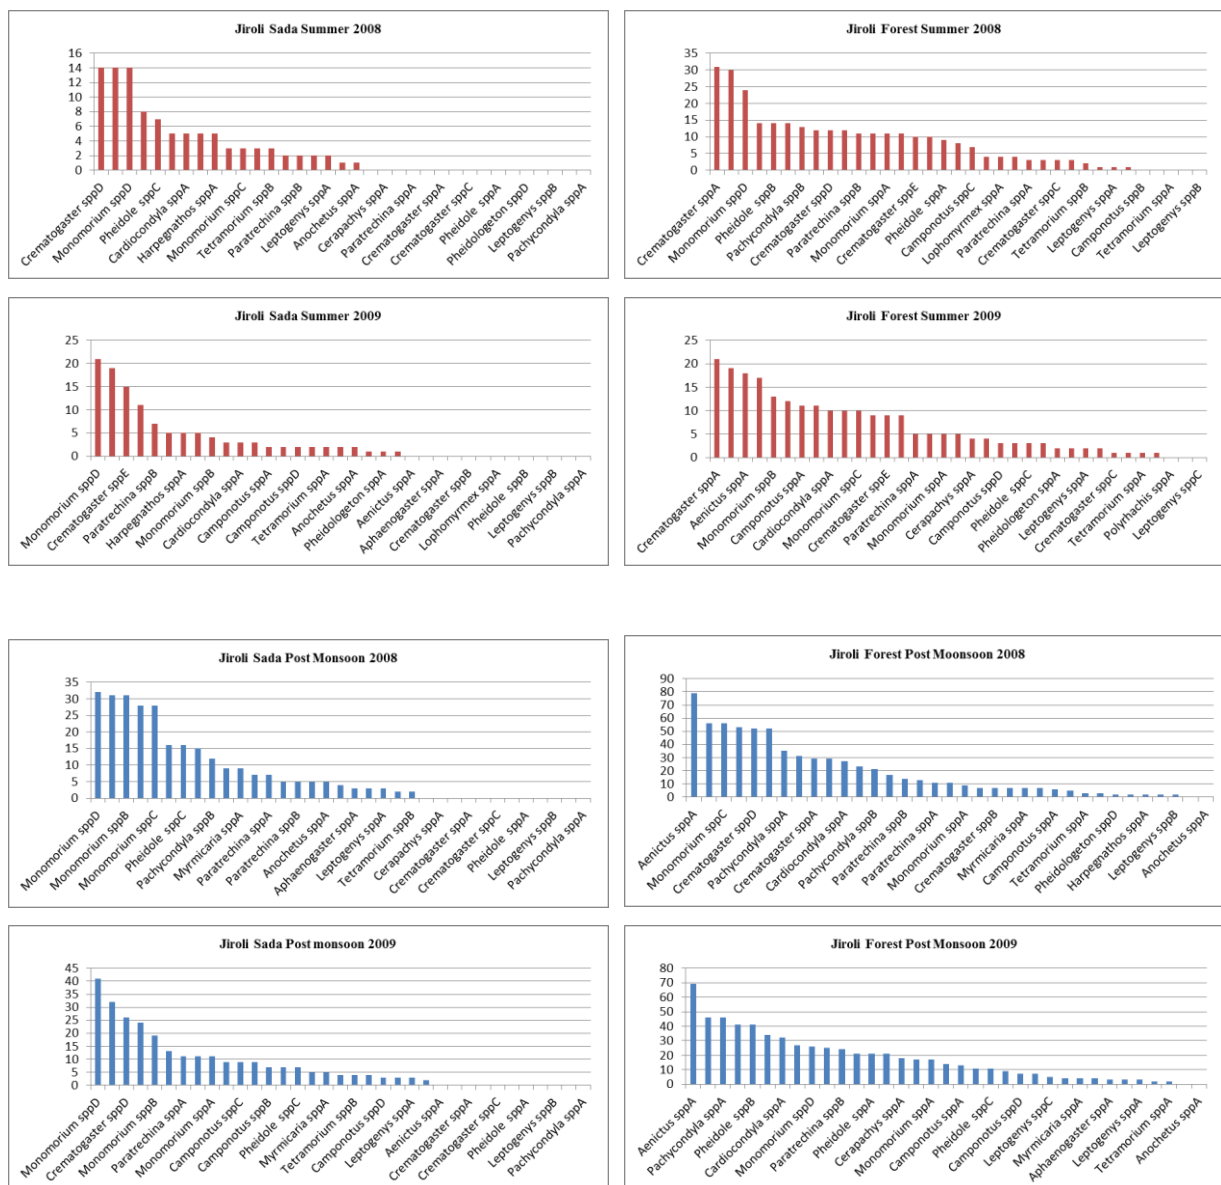 Jiroli Sada Summer 2008
16
14
12
10
8
6
4
2
0
Crematogaster sppD
Monomorium sppD
Pheidole sppC
Cardiocondyla sppA
Harpegnathos sppA
Monomorium sppC
Tetramorium sppB
Paratrechina sppB
Leptogenys sppA
Anochetus sppA
Cerapachys sppA
Paratrechina sppA
Crematogaster sppA
Crematogaster sppC
Pheidole sppA
Pheidologeton sppD
Leptogenys sppB
Pachycondyla sppA
Jiroli Forest Summer 2008
35
30
25
20
15
10
5
0
Crematogaster sppA
Monomorium sppD
Pheidole sppB
Pachycondyla sppB
Crematogaster sppD
Paratrechina sppB
Monomorium sppA
Crematogaster sppE
Pheidole sppA
Camponotus sppC
Lophomyrmex sppA
Paratrechina sppA
Crematogaster sppC
Tetramorium sppB
Leptogenys sppA
Camponotus sppB
Tetramorium sppA
Leptogenys sppB
Jiroli Sada Summer 2009
25
20
15
10
5
0
Monomorium sppD
Crematogaster sppE
Paratrechina sppB
Harpegnathos sppA
Monomorium sppB
Cardiocondyla sppA
Camponotus sppA
Camponotus sppD
Tetramorium sppA
Anochetus sppA
Pheidologeton sppA
Aenictus sppA
Aphaenogaster sppA
Crematogaster sppB
Lophomyrmex sppA
Pheidole sppB
Leptogenys sppB
Pachycondyla sppA
Jiroli Forest Summer 2009
25
20
15
10
5
0
Crematogaster sppA
Aenictus sppA
Monomorium sppB
Camponotus sppA
Cardiocondyla sppA
Monomorium sppC
Crematogaster sppE
Paratrechina sppA
Monomorium sppA
Cerapachys sppA
Camponotus sppD
Pheidole sppC
Pheidologeton sppA
Leptogenys sppA
Crematogaster sppC
Tetramorium sppA
Polyrhachis sppA
Leptogenys sppC
Jiroli Sada Post Monsoon 2008
35
30
25
20
15
10
5
0
Monomorium sppD
Monomorium sppB
Monomorium sppC
Pheidole sppC
Pachycondyla sppB
Myrmicaria sppA
Paratrechina sppA
Paratrechina sppB
Anochetus sppA
Aphaenogaster sppA
Leptogenys sppA
Tetramorium sppB
Cerapachys sppA
Crematogaster sppA
Crematogaster sppC
Pheidole sppA
Leptogenys sppB
Pachycondyla sppA
Jiroli Forest Post Moonsoon 2008
90
80
70
60
50
40
30
20
10
0
Aenictus sppA
Monomorium sppC
Crematogaster sppD
Pachycondyla sppA
Crematogaster sppA
Cardiocondyla sppA
Pachycondyla sppB
Paratrechina sppB
Paratrechina sppA
Monomorium sppA
Crematogaster sppB
Myrmicaria sppA
Camponotus sppA
Tetramorium sppA
Pheidologeton sppD
Harpegnathos sppA
Leptogenys sppB
Anochetus sppA
Jiroli Sada Post monsoon 2009
45
40
35
30
25
20
15
10
5
0
Monomorium sppD
Crematogaster sppD
Monomorium sppB
Paratrechina sppA
Monomorium sppA
Camponotus sppC
Camponotus sppB
Pheidole sppC
Myrmicaria sppA
Tetramorium sppB
Camponotus sppD
Leptogenys sppA
Aenictus sppA
Crematogaster sppA
Crematogaster sppC
Pheidole sppA
Leptogenys sppB
Pachycondyla sppA
Jiroli Forest Post Monsoon 2009
80
70
60
50
40
30
20
10
0
Aenictus sppA
Pachycondyla sppA
Pheidole sppB
Cardiocondyla sppA
Monomorium sppD
Paratrechina sppB
Pheidole sppA
Cerapachys sppA
Monomorium sppA
Camponotus sppA
Pheidole sppC
Camponotus sppD
Leptogenys sppC
Myrmicaria sppA
Aphaenogaster sppA
Leptogenys sppA
Tetramorium sppA
Anochetus sppA